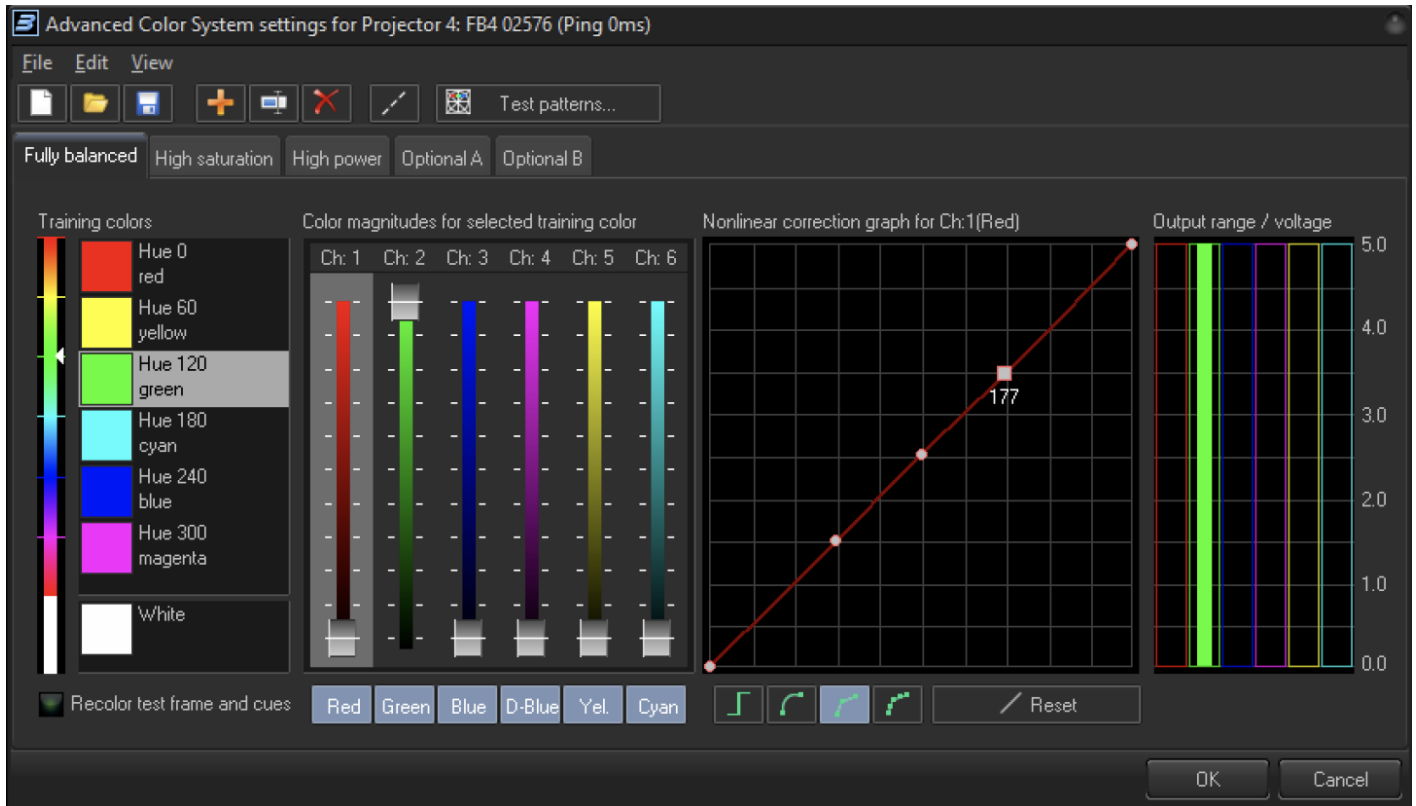 Advanced Color System settings for Projector 4: FB4 02576 (Ping 0ms)
File Edit View
Test patterns...
Fully balanced High saturation High power Optional A Optional B
Training colors
Hue 0
red
Hue 60
yellow
Hue 120
green
Hue 180
cyan
Hue 240
blue
Hue 300
magenta
White
Recolor test frame and cues
Color magnitudes for selected training color
Ch: 1 Ch: 2 Ch: 3 Ch: 4 Ch: 5 Ch: 6
Red Green Blue D-Blue Yel. Cyan
Nonlinear correction graph for Ch:1(Red)
177
Reset
Output range / voltage
5.0
4.0
3.0
2.0
1.0
0.0
OK Cancel